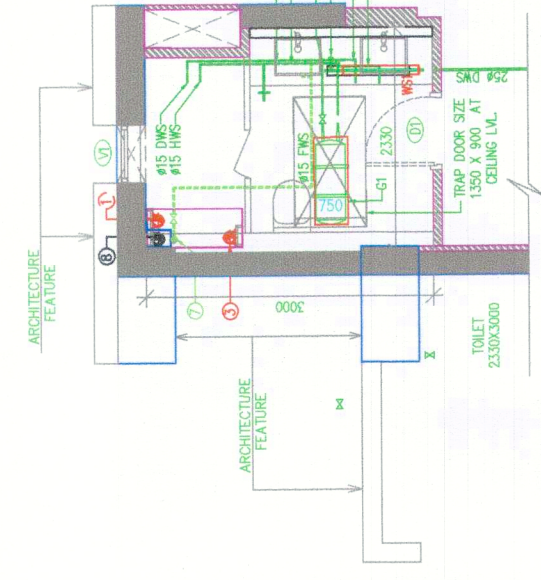 25ø DWS
WS1
ø15 DWS
ø15 HWS
V1
D1
2330
ø15 FWS
TRAP DOOR SIZE
1350 X 900 AT
CEILING LVL.
G1
750
1
8
7
3
3000
ARCHITECTURE
FEATURE
TOILET
2330X3000
ARCHITECTURE
FEATURE